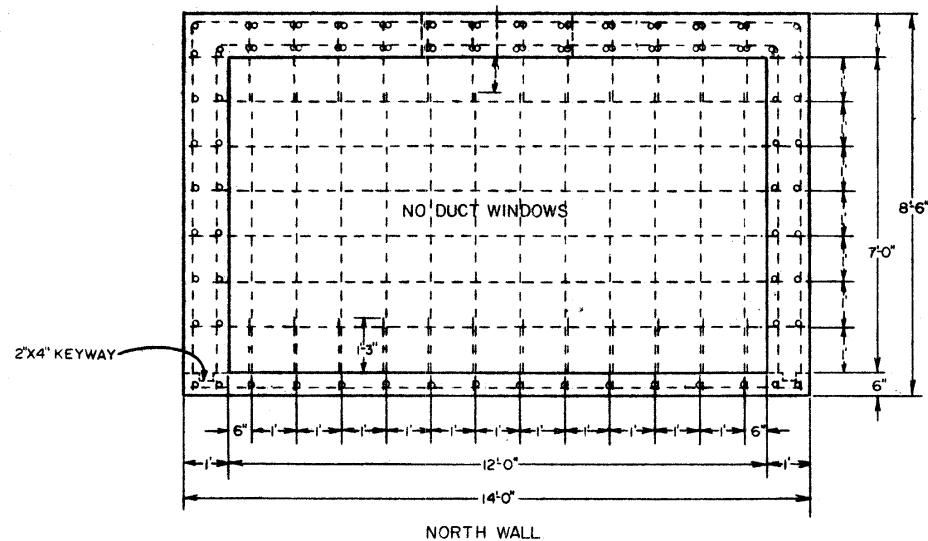 NO DUCT WINDOWS
8'-6"
7'-0"
1'-3"
2"X4" KEYWAY
6"
6" 1' 1' 1' 1' 1' 1' 1' 1' 1' 1' 1' 6"
1' 12'-0" 1'
14'-0"
NORTH WALL